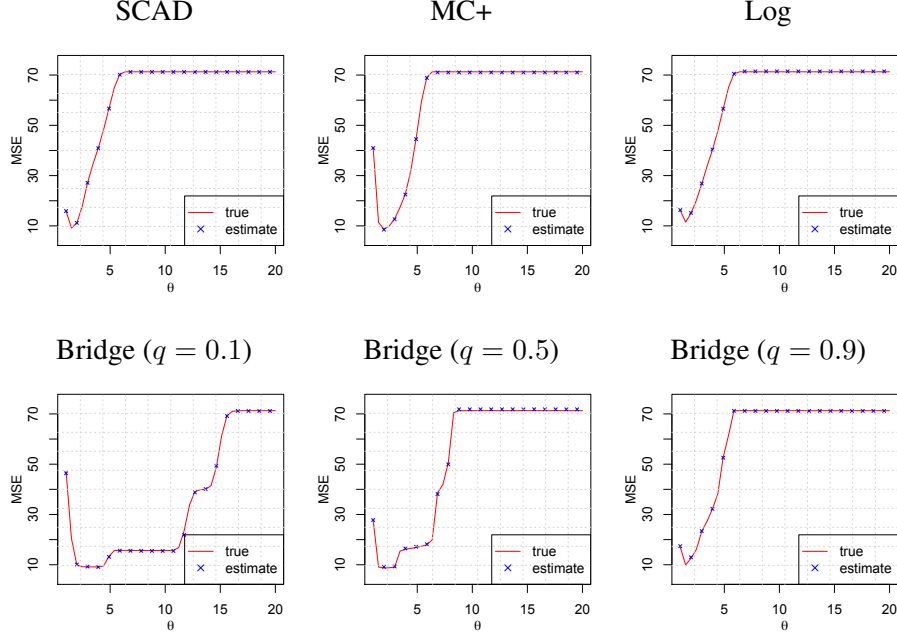 SCAD
MC+
Log
MSE
10
30
50
70
5
10
15
20
θ
true
estimate
MSE
10
30
50
70
5
10
15
20
θ
true
estimate
MSE
10
30
50
70
5
10
15
20
θ
true
estimate
Bridge (q = 0.1)
Bridge (q = 0.5)
Bridge (q = 0.9)
MSE
10
30
50
70
5
10
15
20
θ
true
estimate
MSE
10
30
50
70
5
10
15
20
θ
true
estimate
MSE
10
30
50
70
5
10
15
20
θ
true
estimate